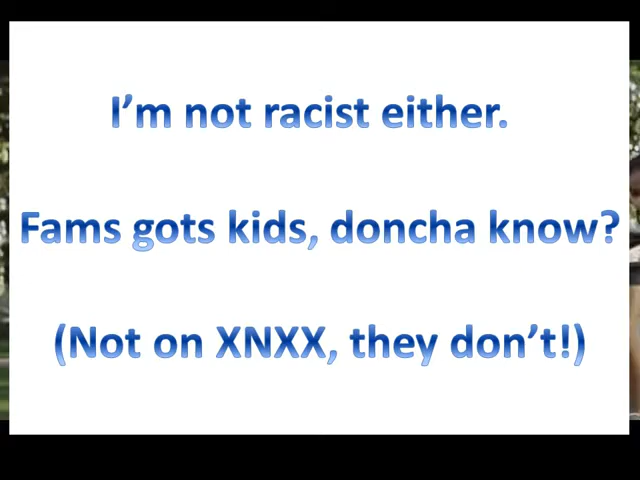 I'm not racist either.
Fams gots kids, doncha know?
(Not on XNXX, they don't!)